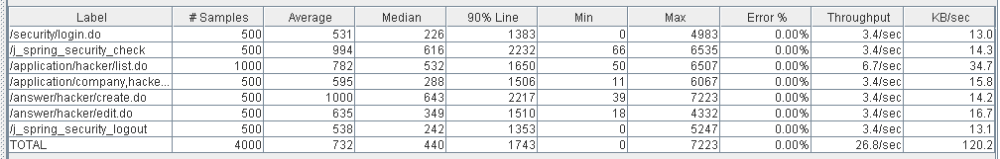 Label # Samples Average Median 90% Line Min Max Error % Throughput KB/sec
/security/login.do 500 531 226 1383 0 4983 0.00% 3.4/sec 13.0
/j_spring_security_check 500 994 616 2232 66 6535 0.00% 3.4/sec 14.3
/application/hacker/list.do 1000 782 532 1650 50 6507 0.00% 6.7/sec 34.7
/application/company,hacke... 500 595 288 1506 11 6067 0.00% 3.4/sec 15.8
/answer/hacker/create.do 500 1000 643 2217 39 7223 0.00% 3.4/sec 14.2
/answer/hacker/edit.do 500 635 349 1510 18 4332 0.00% 3.4/sec 16.7
/j_spring_security_logout 500 538 242 1353 0 5247 0.00% 3.4/sec 13.1
TOTAL 4000 732 440 1743 0 7223 0.00% 26.8/sec 120.2